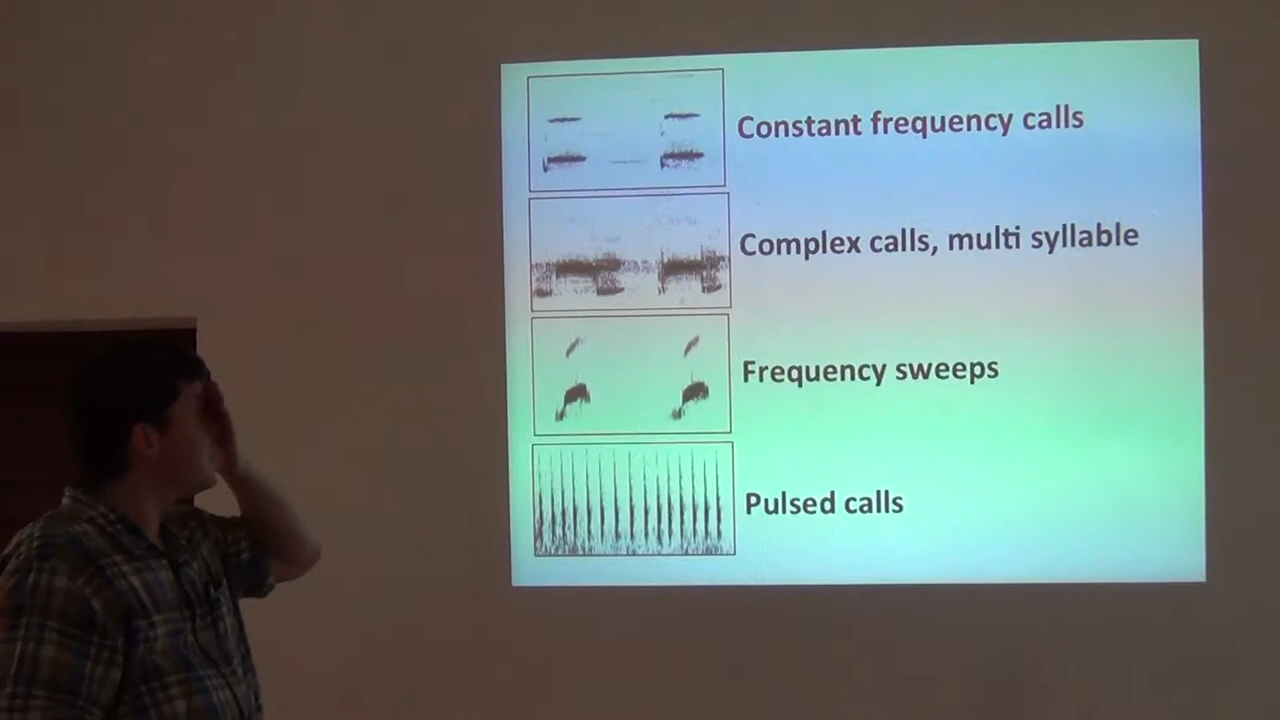 Constant frequency calls
Complex calls, multi syllable
Frequency sweeps
Pulsed calls